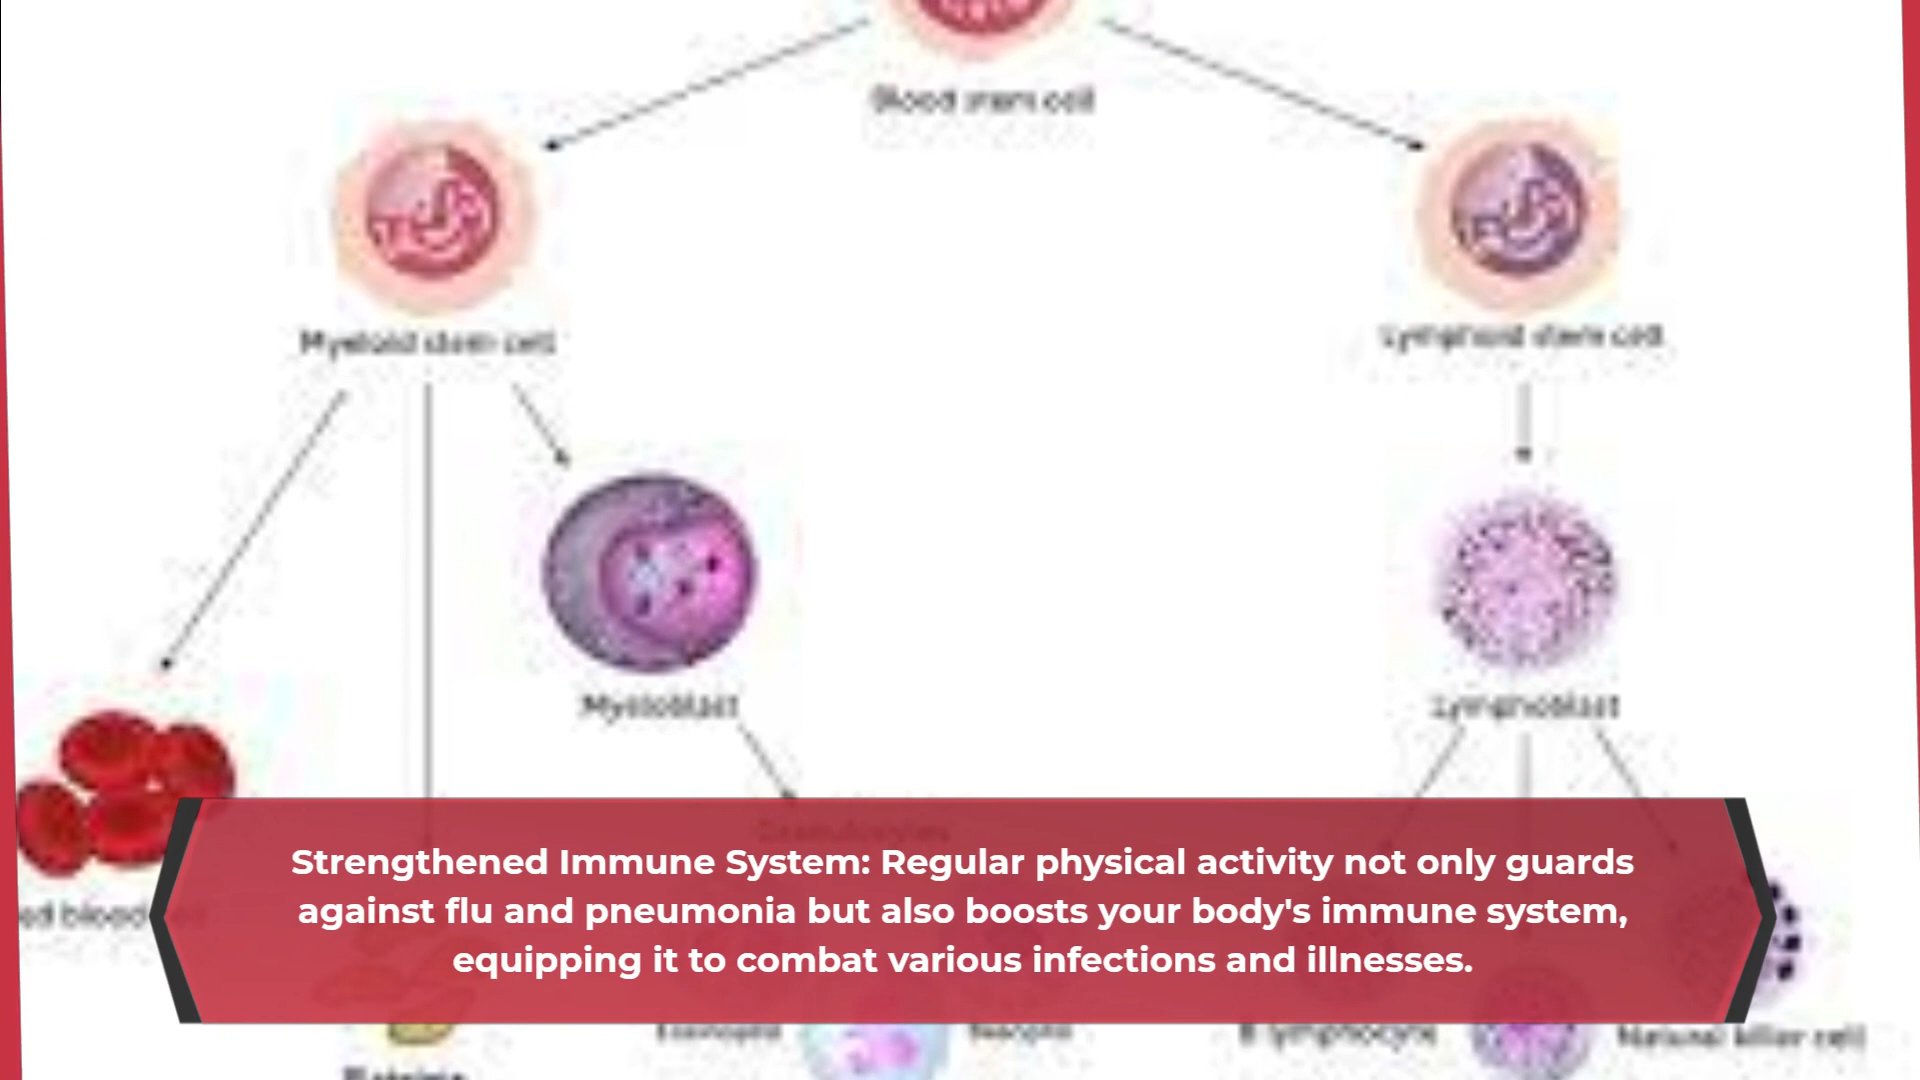 Blood stem cell
Myeloid stem cell
Lymphoid stem cell
Myeloblast
Lymphoblast
Strengthened Immune System: Regular physical activity not only guards
against flu and pneumonia but also boosts your body's immune system,
equipping it to combat various infections and illnesses.
B lymphocyte
Natural killer cell